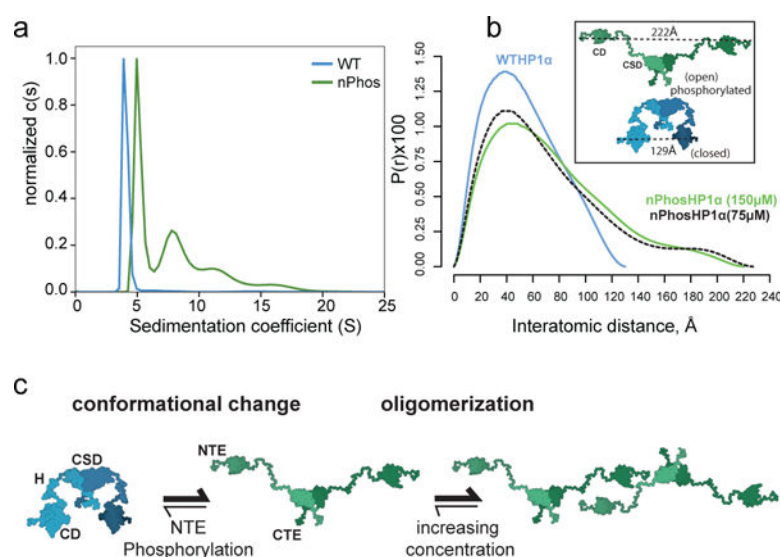 a
normalized c(s)
1.0
0.8
0.6
0.4
0.2
0.0
WT
nPhos
0 5 10 15 20 25
Sedimentation coefficient (S)
b
P(r)x100
1.50
1.25
1.00
0.75
0.50
0.25
0.00
WTHP1α
222Å
CD
CSD
(open)
phosphorylated
129Å
(closed)
nPhosHP1α (150μM)
nPhosHP1α(75μM)
0 20 40 60 80 100 120 140 160 180 200 220 240
Interatomic distance, Å
c
conformational change
oligomerization
CSD
H
CD
NTE
Phosphorylation
NTE
CTE
increasing
concentration